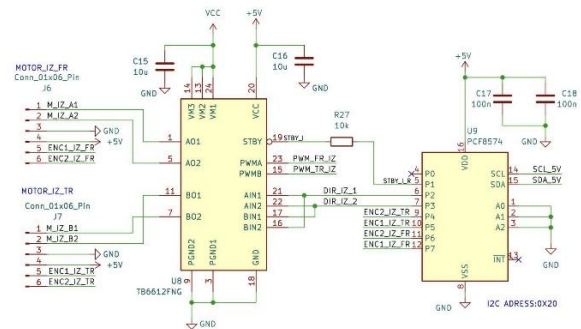 VCC
+5V
C15
10u
GND
C16
10u
GND
MOTOR_IZ_FR
Conn_01x06_Pin
J6
1 M_IZ_A1
2 M_IZ_A2
3 GND
4 +5V
5 ENC1_IZ_FR
6 ENC2_IZ_FR
MOTOR_IZ_TR
Conn_01x06_Pin
J7
1 M_IZ_B1
2 M_IZ_B2
3 GND
4 +5V
5 ENC1_IZ_TR
6 ENC2_IZ_TR
14 13 24
VM3 VM2 VM1
20
VCC
1 AO1
5 AO2
11 BO1
7 BO2
STBY 19 STBY_I
PWMA 23 PWM_FR_IZ
PWMB 15 PWM_TR_IZ
AIN1 21 DIR_IZ_1
AIN2 22 DIR_IZ_2
BIN1 17
BIN2 16
PGND2 PGND1 GND
9 3 18
U8
TB6612FNG
GND
R27
10k
STBY_I_R
+5V
C17
100n
C18
100n
GND
U9
PCF8574
16
VDD
4 P0
5 P1
6 P2
7 P3
ENC2_IZ_TR 9 P4
ENC1_IZ_TR 10 P5
ENC2_IZ_FR 11 P6
ENC1_IZ_FR 12 P7
SCL 14 SCL_5V
SDA 15 SDA_5V
A0 1
A1 2
A2 3
INT 13
GND
VSS
8
GND
I2C ADRESS:0X20